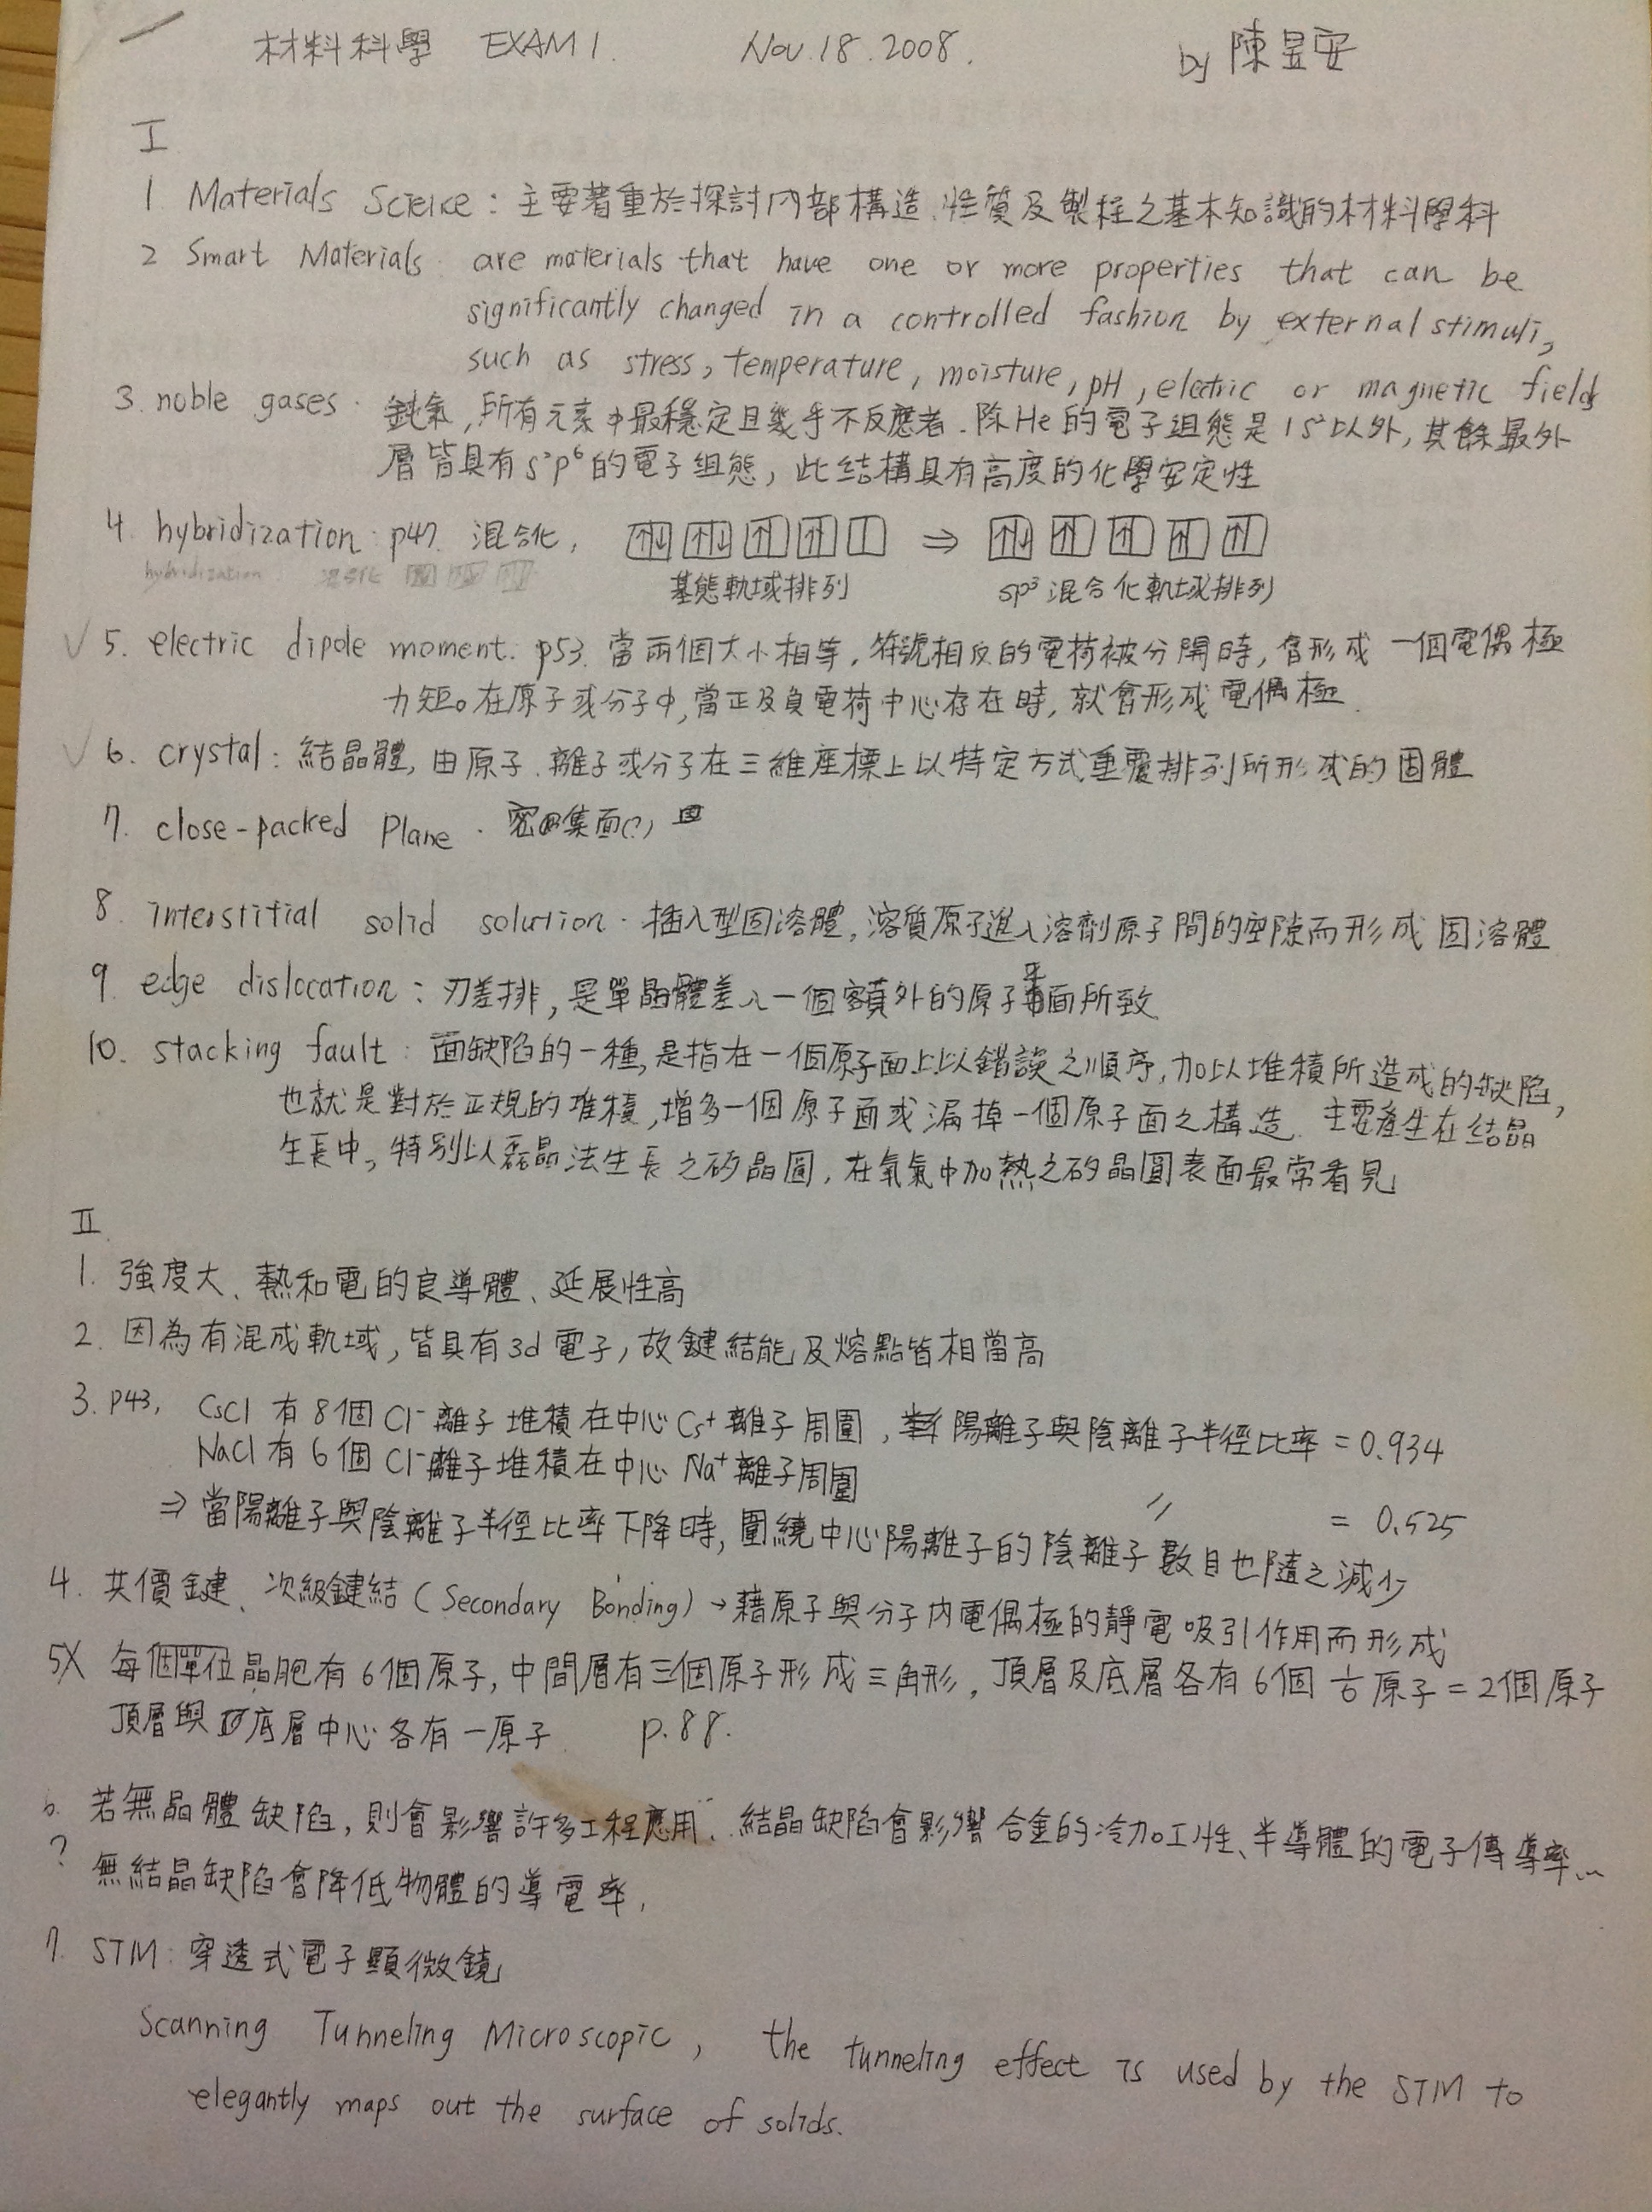 材料科學 EXAM 1. Nov.18.2008. by 陳昱安
I
1 Materials Science: 主要著重於探討內部構造、性質及製程之基本知識的材料學科
2 Smart Materials. are materials that have one or more properties that can be
significantly changed in a controlled fashion by external stimuli,
such as stress, temperature, moisture, pH, electric or magnetic fields
3. noble gases. 鈍氣,所有元素中最穩定且幾乎不反應者.除He的電子組態是1s²以外,其餘最外
層皆具有s²p⁶的電子組態,此結構具有高度的化學安定性
4. hybridization: p47. 混合化, ⇒
hybridization 混合化
基態軌域排列 sp³混合化軌域排列
✓ 5. electric dipole moment. p53. 當兩個大小相等,符號相反的電荷被分開時,會形成一個電偶極
力矩。在原子或分子中,當正及負電荷中心存在時,就會形成電偶極.
✓ 6. crystal: 結晶體,由原子.離子或分子在三維座標上以特定方式重覆排列所形成的固體
7. close-packed Plane. 密集面(?)
8. interstitial solid solution. 插入型固溶體,溶質原子進入溶劑原子間的空隙而形成固溶體
9. edge dislocation: 刃差排,是單晶體差入一個額外的原子半面所致
10. stacking fault: 面缺陷的一種,是指在一個原子面上以錯誤之順序,加以堆積所造成的缺陷,
也就是對於正規的堆積,增多一個原子面或漏掉一個原子面之構造.主要產生在結晶
生長中。特別以磊晶法生長之矽晶圓,在氧氣中加熱之矽晶圓表面最常看見
II
1. 強度大、熱和電的良導體、延展性高
2. 因為有混成軌域,皆具有3d電子,故鍵結能及熔點皆相當高
3. p43, CsCl 有8個Cl⁻離子堆積在中心Cs⁺離子周圍,陽離子與陰離子半徑比率=0.934
NaCl有6個Cl⁻離子堆積在中心Na⁺離子周圍 〃 = 0.525
⇒ 當陽離子與陰離子半徑比率下降時,圍繞中心陽離子的陰離子數目也隨之減少
4. 共價鍵、次級鍵結(Secondary Bonding)→藉原子與分子內電偶極的靜電吸引作用而形成
5X 每個單位晶胞有6個原子,中間層有三個原子形成三角形,頂層及底層各有6個 1/6 原子=2個原子
頂層與底層中心各有一原子 p.88.
6. 若無晶體缺陷,則會影響許多工程應用.結晶缺陷會影響合金的冷加工性、半導體的電子傳導率…
? 無結晶缺陷會降低物體的導電率.
7. STM: 穿透式電子顯微鏡
Scanning Tunneling Microscopic, the tunneling effect is used by the STM to
elegantly maps out the surface of solids.